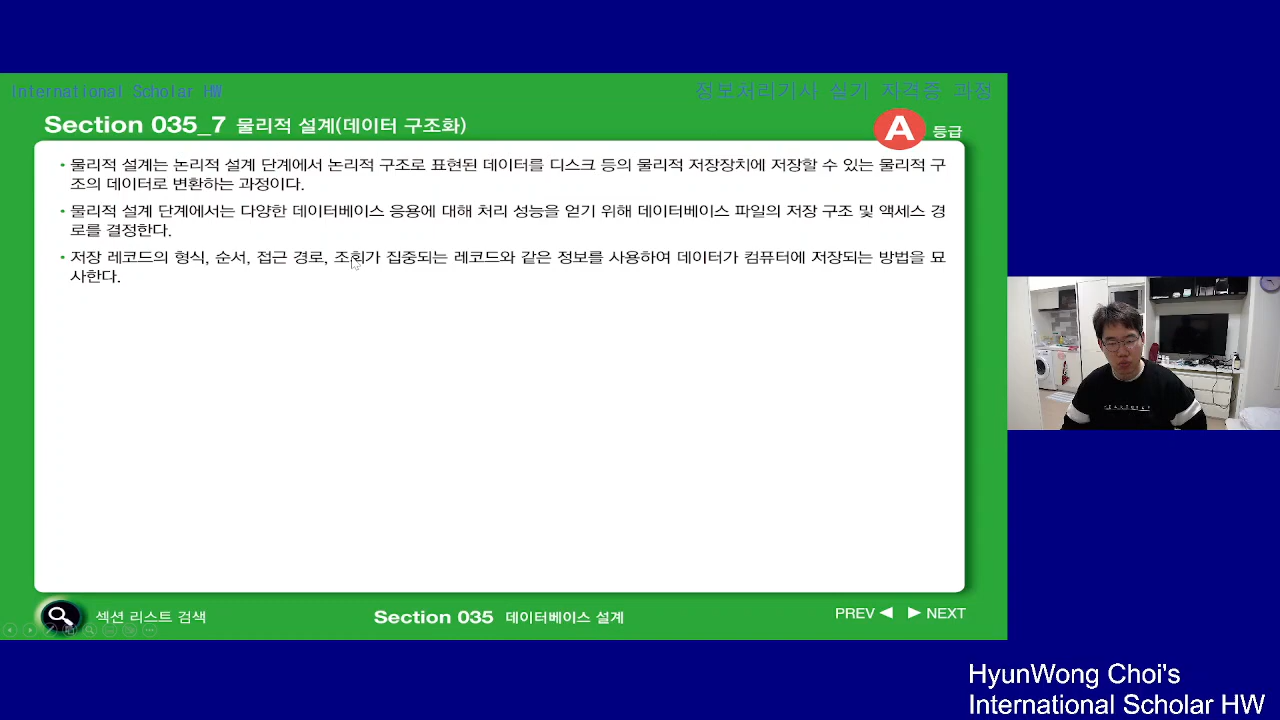 International Scholar HW
정보처리기사 실기 자격증 과정
Section 035_7 물리적 설계(데이터 구조화)
A 등급
• 물리적 설계는 논리적 설계 단계에서 논리적 구조로 표현된 데이터를 디스크 등의 물리적 저장장치에 저장할 수 있는 물리적 구
조의 데이터로 변환하는 과정이다.
• 물리적 설계 단계에서는 다양한 데이터베이스 응용에 대해 처리 성능을 얻기 위해 데이터베이스 파일의 저장 구조 및 액세스 경
로를 결정한다.
• 저장 레코드의 형식, 순서, 접근 경로, 조회가 집중되는 레코드와 같은 정보를 사용하여 데이터가 컴퓨터에 저장되는 방법을 묘
사한다.
섹션 리스트 검색
Section 035 데이터베이스 설계
PREV ◀ ▶ NEXT
HyunWong Choi's
International Scholar HW